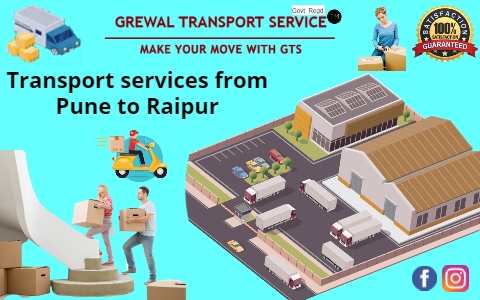 Govt Regd
GREWAL TRANSPORT SERVICE
MAKE YOUR MOVE WITH GTS
SATISFACTION
100%
SATISFACTION
GUARANTEED
Transport services from
Pune to Raipur
f